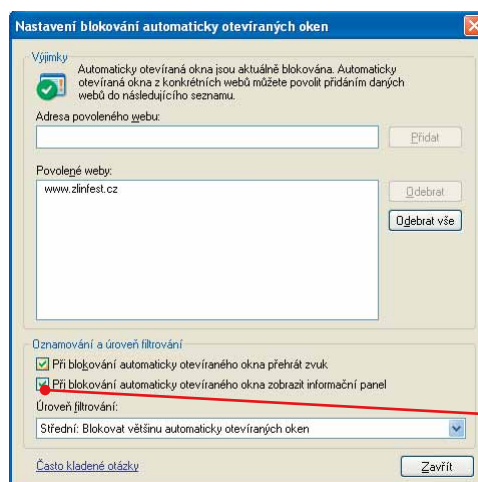 Nastavení blokování automaticky otevíraných oken
Výjimky
Automaticky otevíraná okna jsou aktuálně blokována. Automaticky
otevíraná okna z konkrétních webů můžete povolit přidáním daných
webů do následujícího seznamu.
Adresa povoleného webu:
Přidat
Povolené weby:
www.zlinfest.cz
Odebrat
Odebrat vše
Oznamování a úroveň filtrování
Při blokování automaticky otevíraného okna přehrát zvuk
Při blokování automaticky otevíraného okna zobrazit informační panel
Úroveň filtrování:
Střední: Blokovat většinu automaticky otevíraných oken
Často kladené otázky
Zavřít